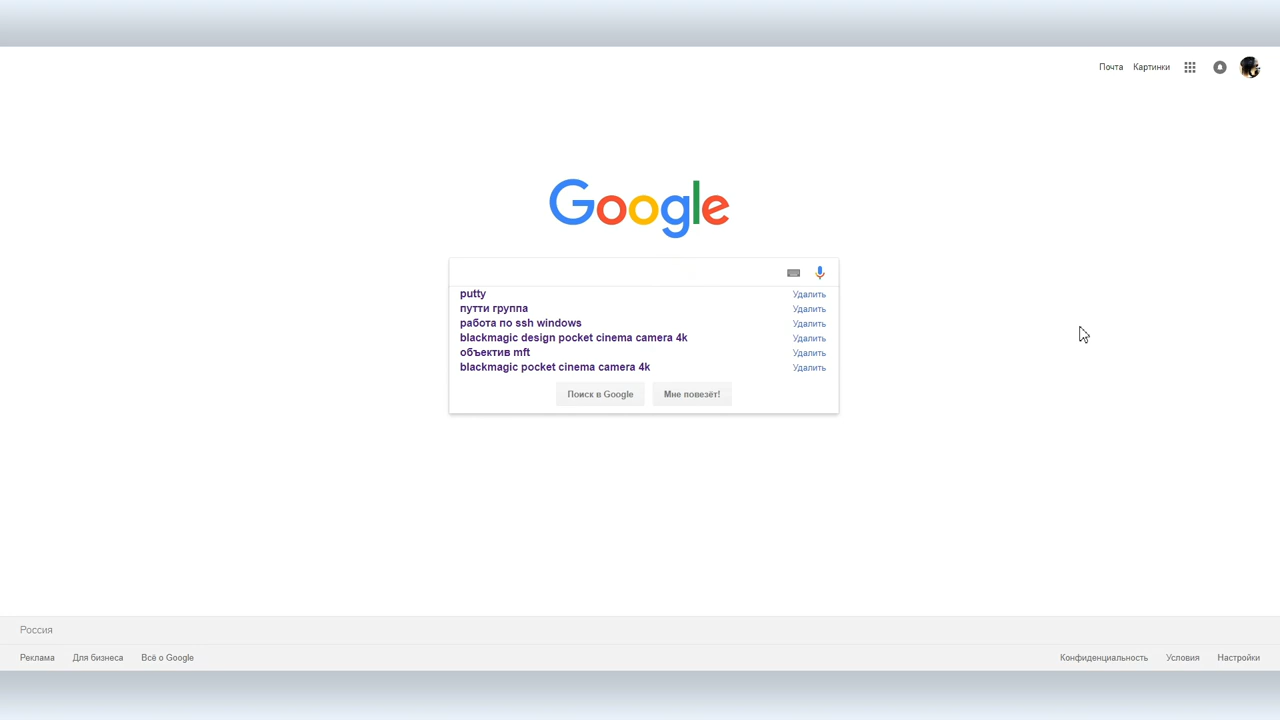 Почта Картинки
Google
putty Удалить
путти группа Удалить
работа по ssh windows Удалить
blackmagic design pocket cinema camera 4k Удалить
объектив mft Удалить
blackmagic pocket cinema camera 4k Удалить
Поиск в Google Мне повезёт!
Россия
Реклама Для бизнеса Всё о Google Конфиденциальность Условия Настройки